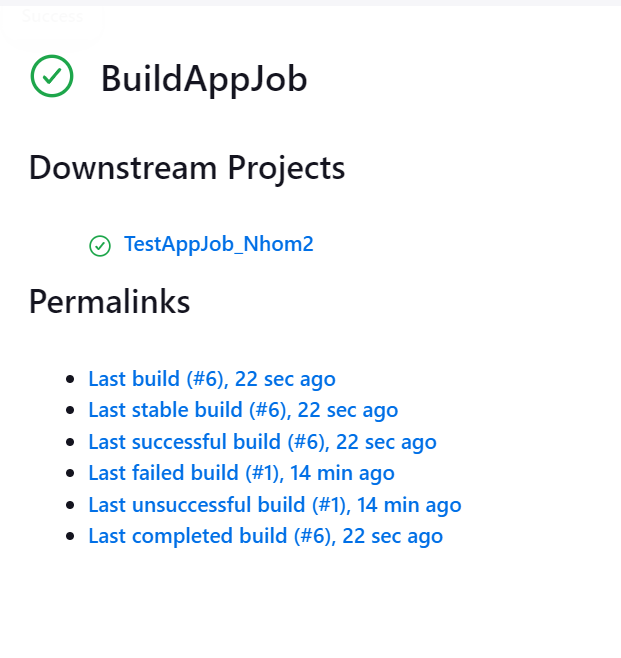 Success
BuildAppJob
Downstream Projects
TestAppJob_Nhom2
Permalinks
Last build (#6), 22 sec ago
Last stable build (#6), 22 sec ago
Last successful build (#6), 22 sec ago
Last failed build (#1), 14 min ago
Last unsuccessful build (#1), 14 min ago
Last completed build (#6), 22 sec ago